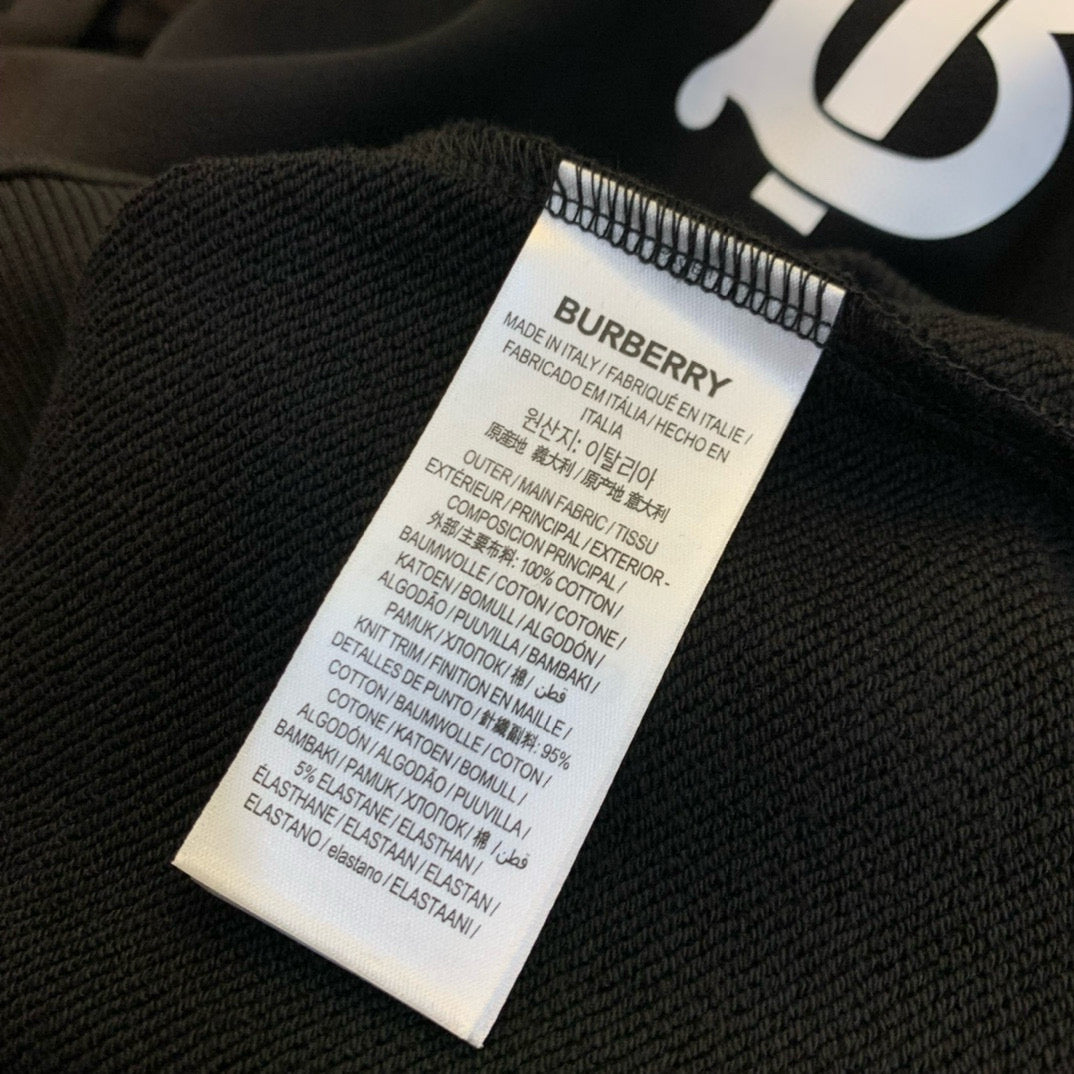 BURBERRY
MADE IN ITALY / FABRIQUÉ EN ITALIE /
FABRICADO EM ITÁLIA / HECHO EN
ITALIA
원산지: 이탈리아
原産地 義大利 / 原产地 意大利
OUTER / MAIN FABRIC / TISSU
EXTÉRIEUR / PRINCIPAL / EXTERIOR -
COMPOSICION PRINCIPAL /
外部/主要布料: 100% COTTON /
BAUMWOLLE / COTON / COTONE /
KATOEN / BOMULL / ALGODÓN /
ALGODÃO / PUUVILLA / BAMBAKI /
PAMUK / ХЛОПОК / 棉 / قطن
KNIT TRIM / FINITION EN MAILLE /
DETALLES DE PUNTO / 針織副料: 95%
COTTON / BAUMWOLLE / COTON /
COTONE / KATOEN / BOMULL /
ALGODÓN / ALGODÃO / PUUVILLA /
BAMBAKI / PAMUK / ХЛОПОК / 棉 / قطن
5% ELASTANE / ELASTHAN /
ÉLASTHANE / ELASTAAN / ELASTAN /
ELASTANO / elastano / ELASTAANI /